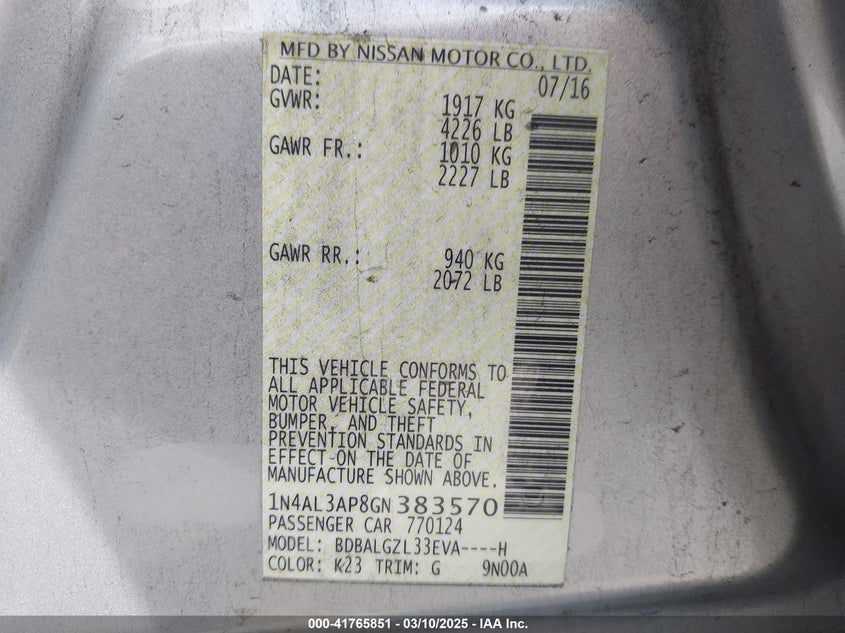 MFD BY NISSAN MOTOR CO., LTD.
DATE: 07/16
GVWR: 1917 KG
4226 LB
GAWR FR.: 1010 KG
2227 LB
GAWR RR.: 940 KG
2072 LB
THIS VEHICLE CONFORMS TO
ALL APPLICABLE FEDERAL
MOTOR VEHICLE SAFETY,
BUMPER, AND THEFT
PREVENTION STANDARDS IN
EFFECT ON THE DATE OF
MANUFACTURE SHOWN ABOVE.
1N4AL3AP8GN383570
PASSENGER CAR 770124
MODEL: BDBALGZL33EVA----H
COLOR: K23 TRIM: G 9N00A
000-41765851 - 03/10/2025 - IAA Inc.